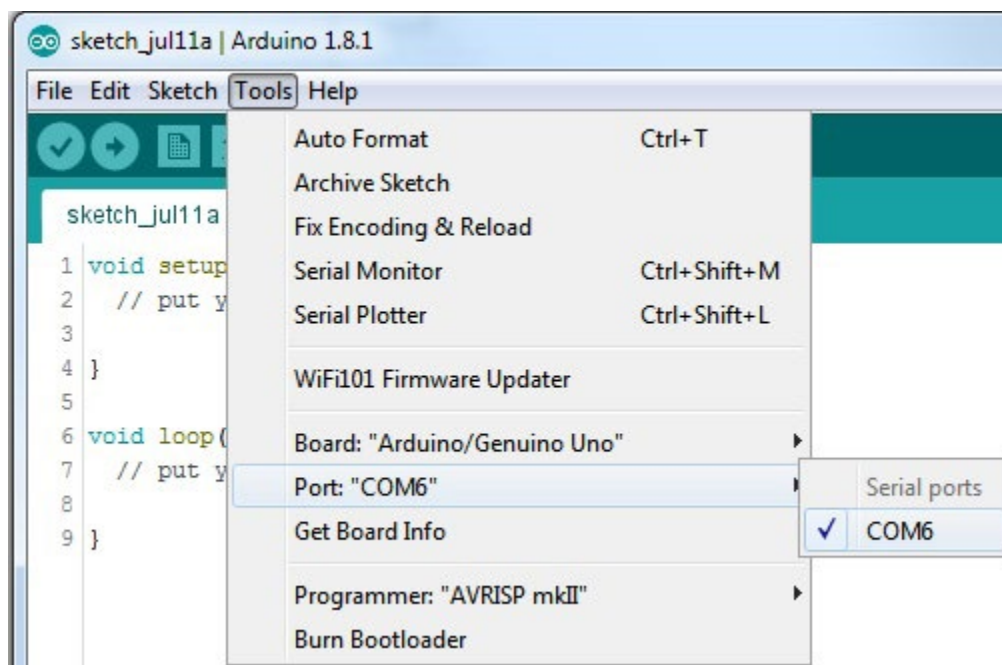 sketch_jul11a | Arduino 1.8.1
File Edit Sketch Tools Help
Auto Format Ctrl+T
Archive Sketch
Fix Encoding & Reload
Serial Monitor Ctrl+Shift+M
Serial Plotter Ctrl+Shift+L
WiFi101 Firmware Updater
Board: "Arduino/Genuino Uno"
Port: "COM6"
Get Board Info
Programmer: "AVRISP mkII"
Burn Bootloader
Serial ports
COM6
sketch_jul11a
1 void setup
2 // put y
3
4 }
5
6 void loop(
7 // put y
8
9 }